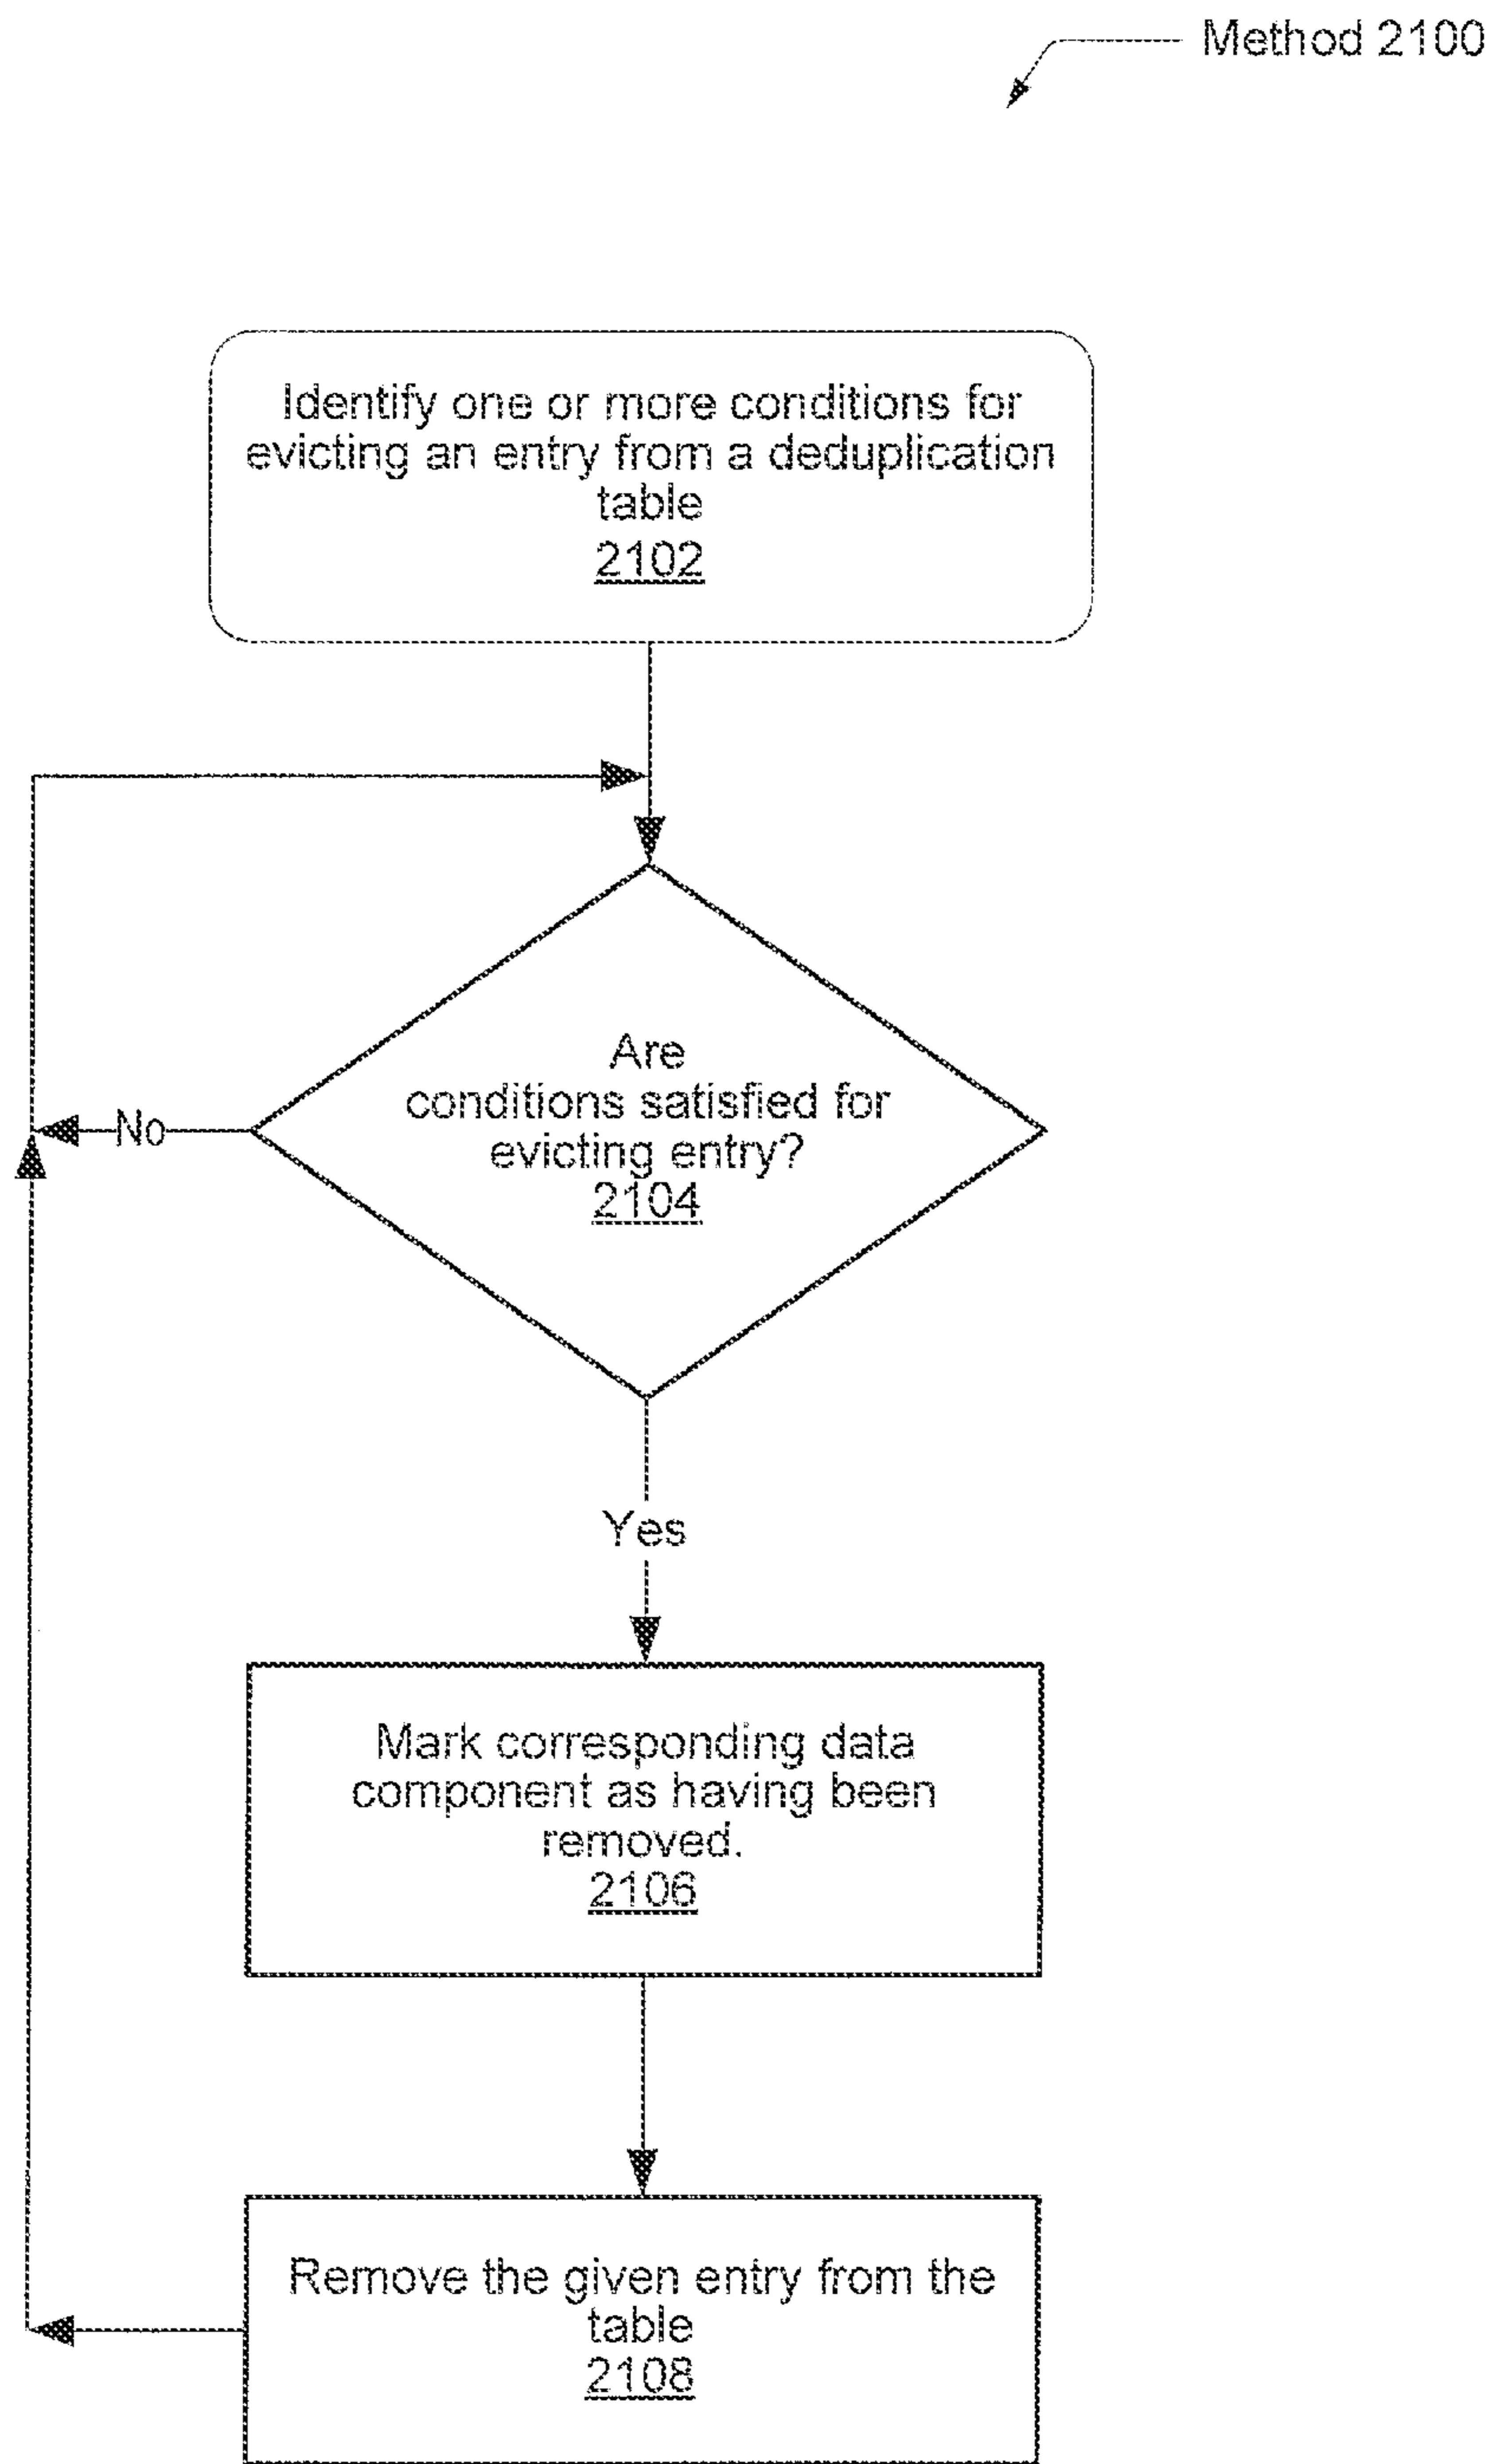 Method 2100
Identify one or more conditions for
evicting an entry from a deduplication
table
2102
Are
conditions satisfied for
evicting entry?
2104
No
Yes
Mark corresponding data
component as having been
removed.
2106
Remove the given entry from the
table
2108